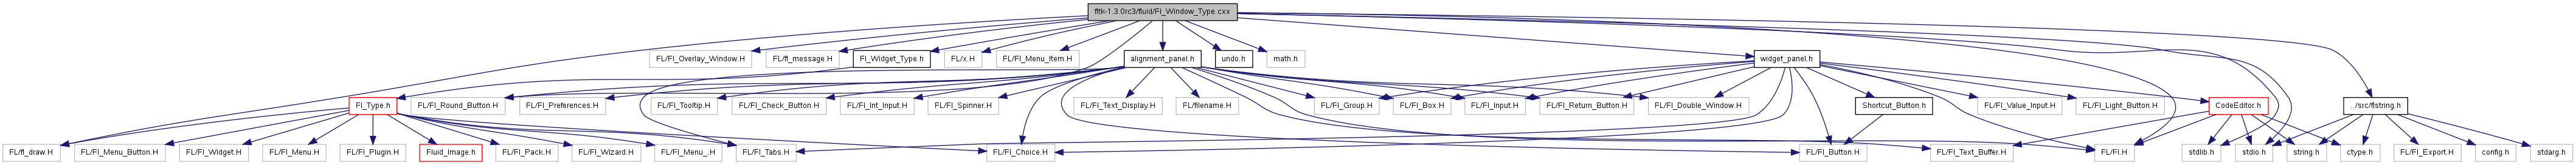 fltk-1.3.0rc3/fluid/Fl_Window_Type.cxx
FL/Fl_Overlay_Window.H
FL/fl_message.H
Fl_Widget_Type.h
FL/x.H
FL/Fl_Menu_Item.H
alignment_panel.h
undo.h
math.h
widget_panel.h
Fl_Type.h
FL/Fl_Round_Button.H
FL/Fl_Preferences.H
FL/Fl_Tooltip.H
FL/Fl_Check_Button.H
FL/Fl_Int_Input.H
FL/Fl_Spinner.H
FL/Fl_Text_Display.H
FL/filename.H
FL/Fl_Group.H
FL/Fl_Box.H
FL/Fl_Input.H
FL/Fl_Return_Button.H
FL/Fl_Double_Window.H
Shortcut_Button.h
FL/Fl_Value_Input.H
FL/Fl_Light_Button.H
CodeEditor.h
../src/flstring.h
FL/fl_draw.H
FL/Fl_Menu_Button.H
FL/Fl_Widget.H
FL/Fl_Menu.H
FL/Fl_Plugin.H
Fluid_Image.h
FL/Fl_Pack.H
FL/Fl_Wizard.H
FL/Fl_Menu_.H
FL/Fl_Tabs.H
FL/Fl_Choice.H
FL/Fl_Button.H
FL/Fl_Text_Buffer.H
FL/Fl.H
stdlib.h
stdio.h
string.h
ctype.h
FL/Fl_Export.H
config.h
stdarg.h